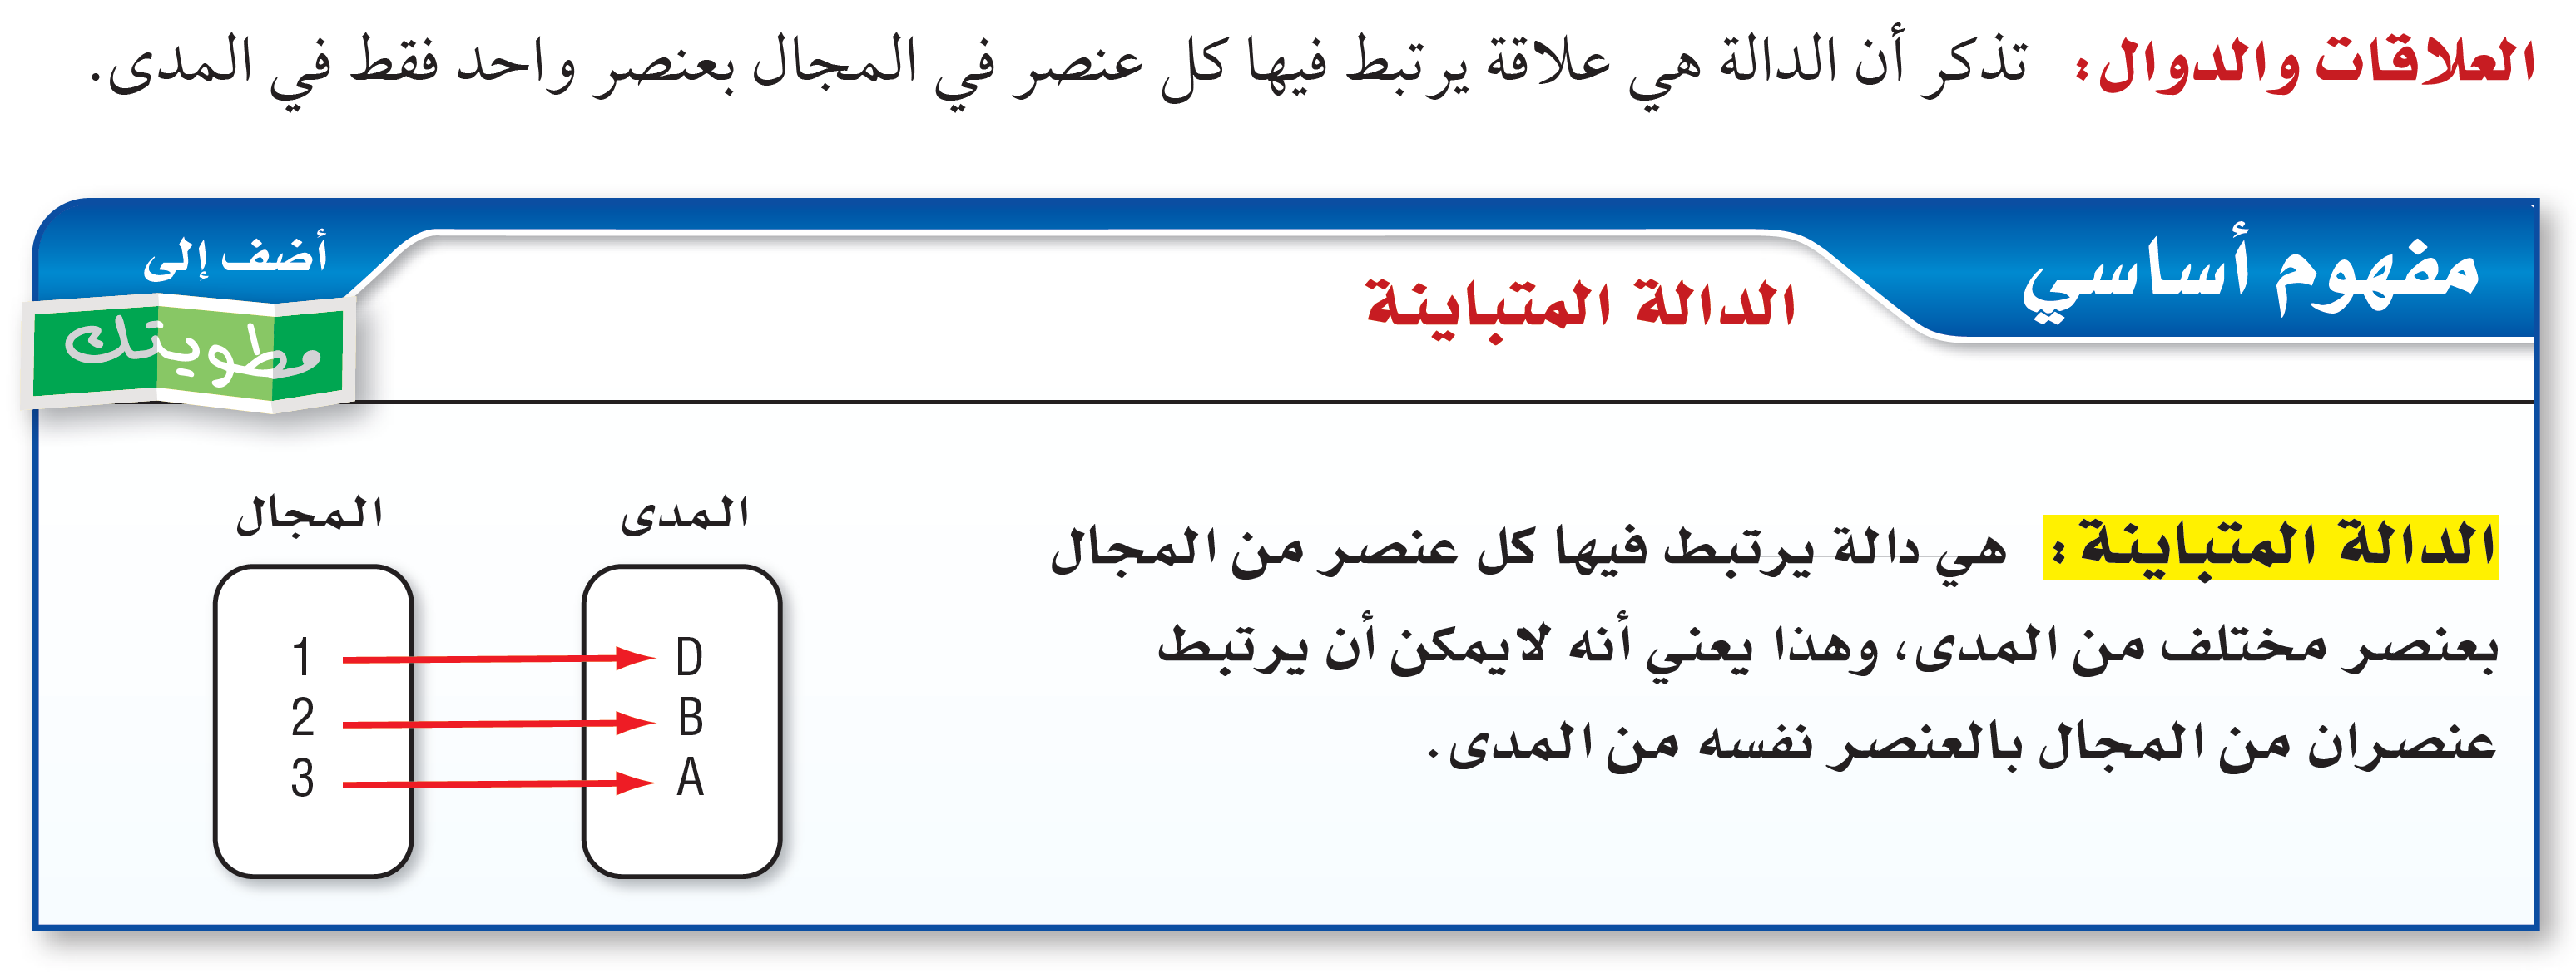 العلاقات والدوال: تذكر أن الدالة هي علاقة يرتبط فيها كل عنصر في المجال بعنصر واحد فقط في المدى.
مفهوم أساسي
الدالة المتباينة
أضف إلى
مطويتك
الدالة المتباينة: هي دالة يرتبط فيها كل عنصر من المجال
بعنصر مختلف من المدى، وهذا يعني أنه لايمكن أن يرتبط
عنصران من المجال بالعنصر نفسه من المدى.
المجال المدى
1 D
2 B
3 A